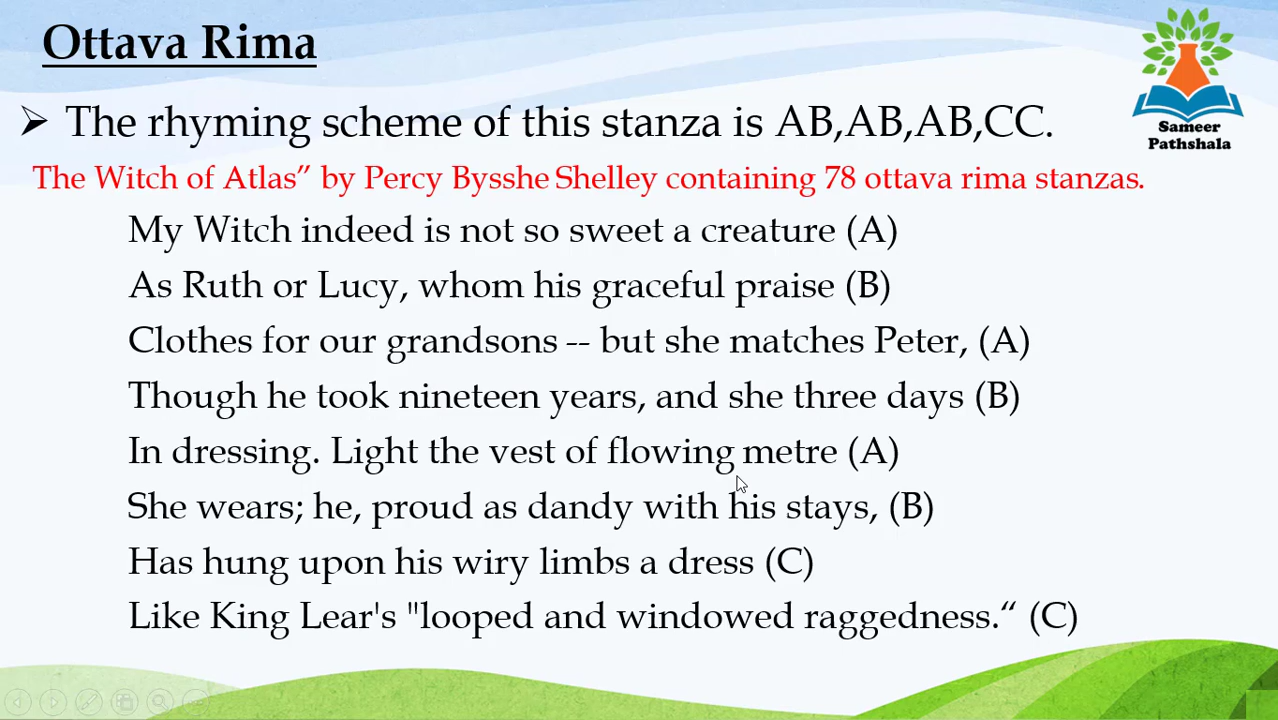 Ottava Rima
➢ The rhyming scheme of this stanza is AB,AB,AB,CC.
Sameer
Pathshala
The Witch of Atlas” by Percy Bysshe Shelley containing 78 ottava rima stanzas.
My Witch indeed is not so sweet a creature (A)
As Ruth or Lucy, whom his graceful praise (B)
Clothes for our grandsons -- but she matches Peter, (A)
Though he took nineteen years, and she three days (B)
In dressing. Light the vest of flowing metre (A)
She wears; he, proud as dandy with his stays, (B)
Has hung upon his wiry limbs a dress (C)
Like King Lear's "looped and windowed raggedness.“ (C)